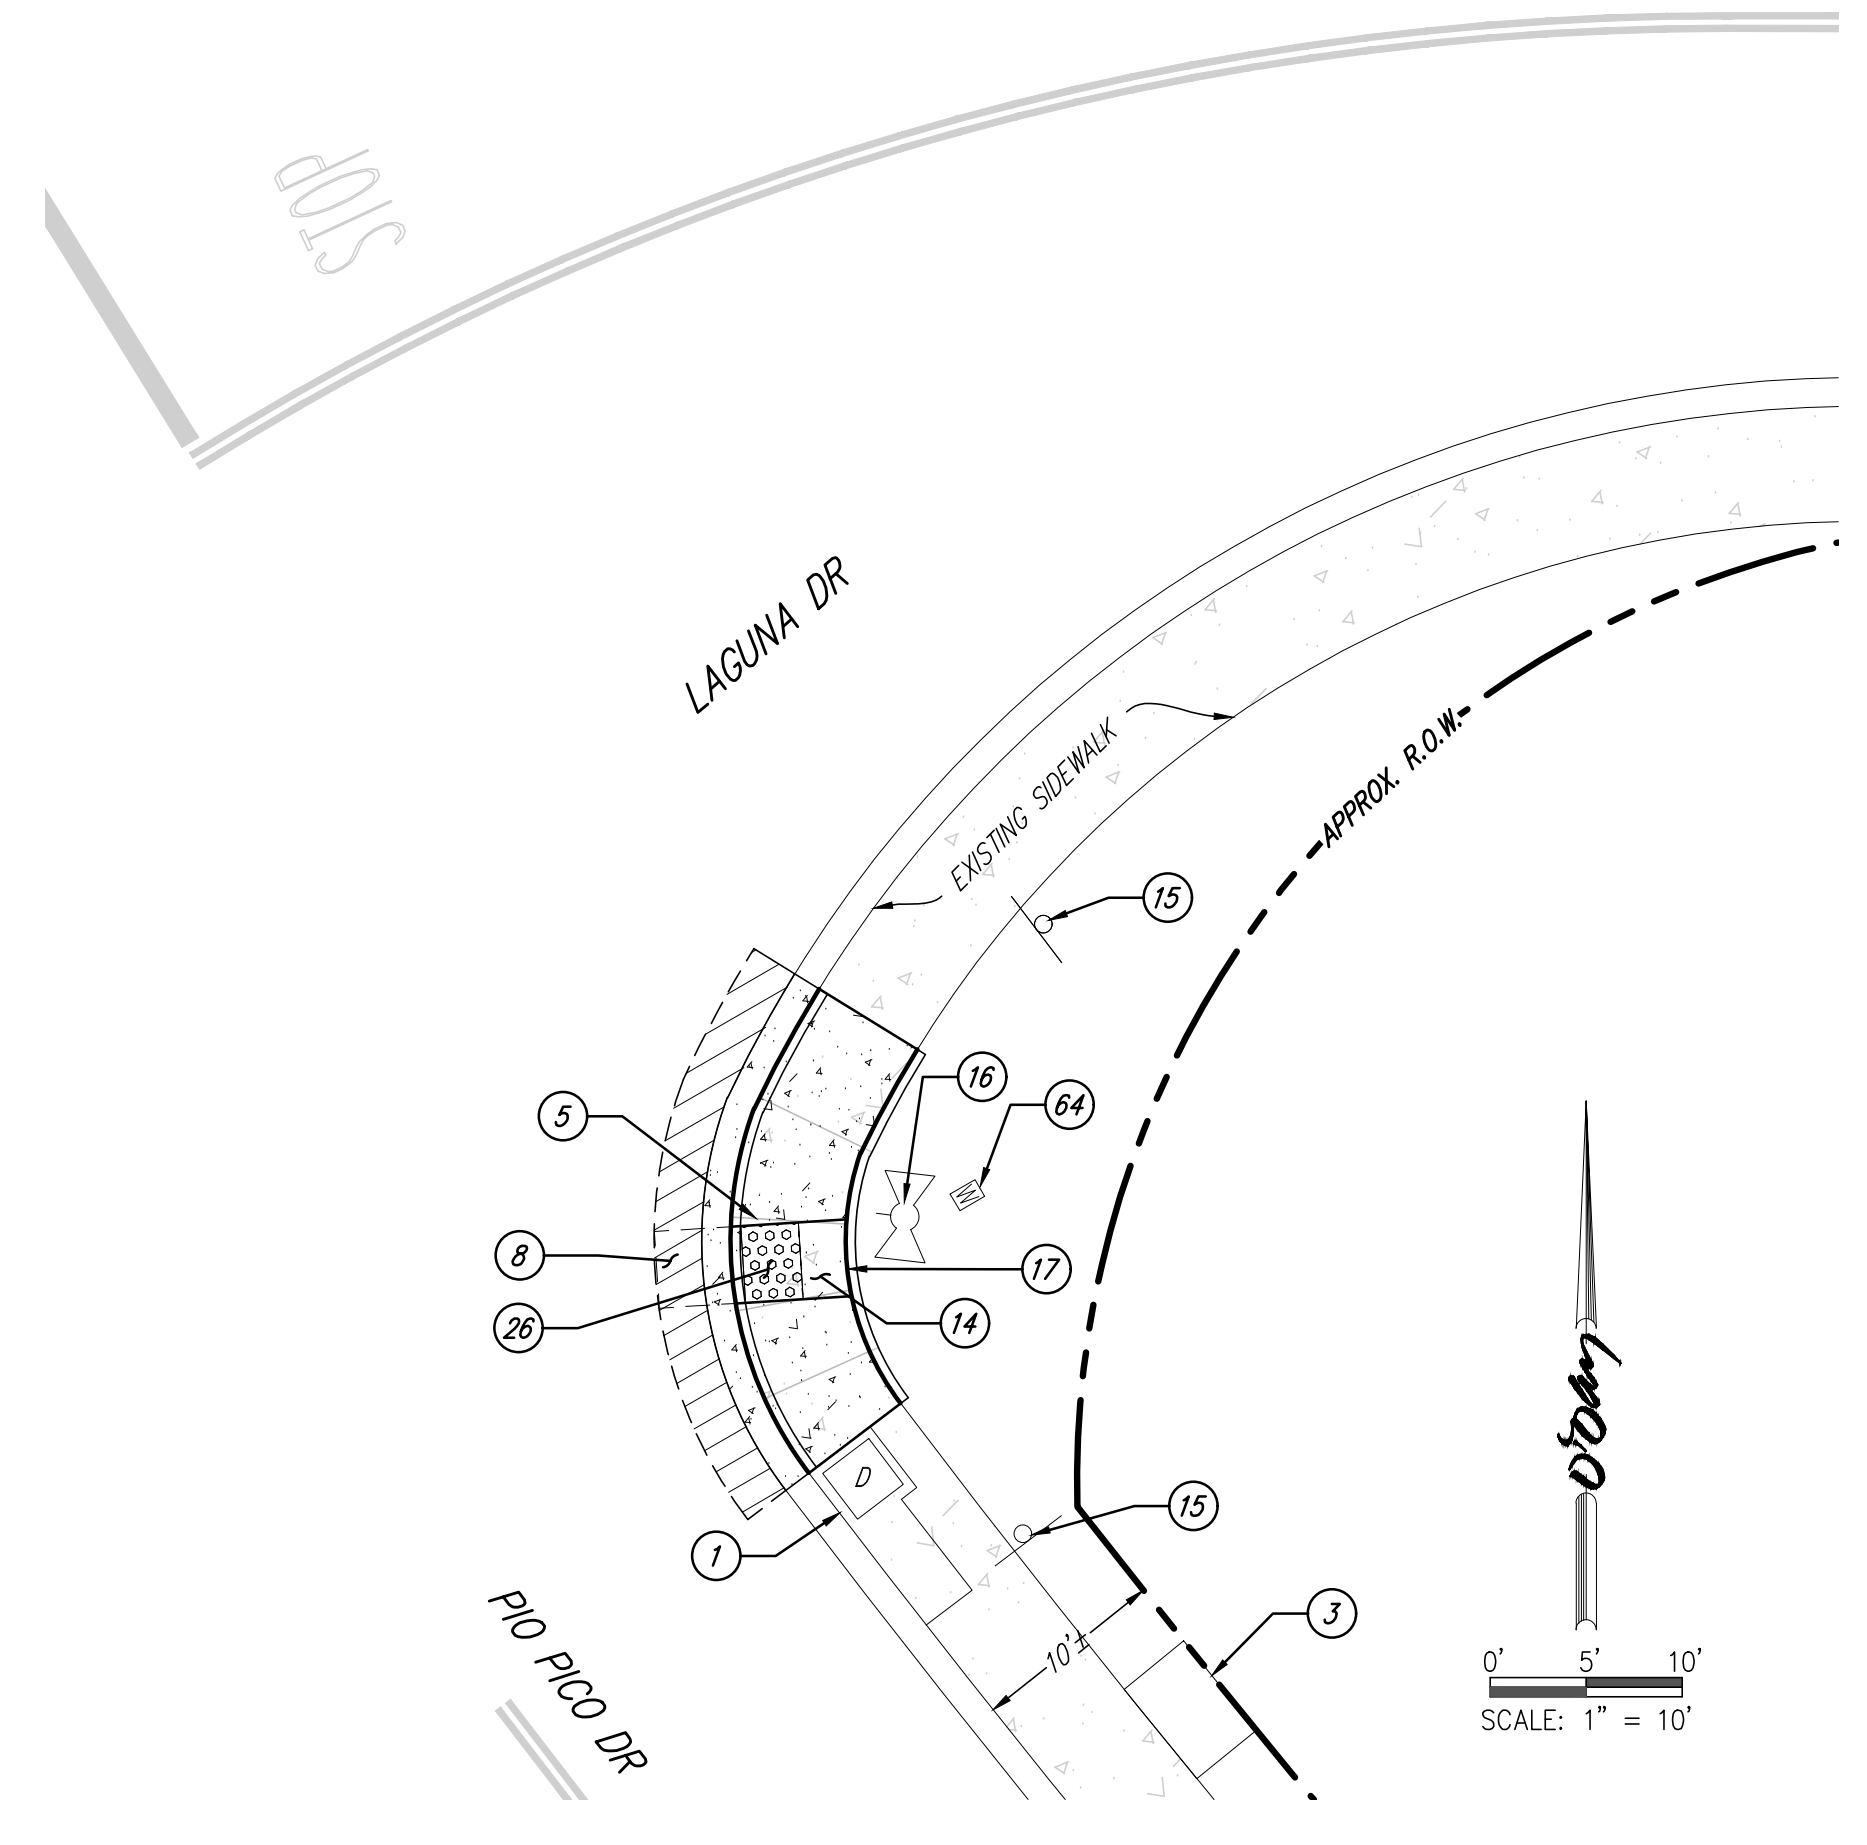 STOP
LAGUNA DR
EXISTING SIDEWALK
APPROX. R.O.W.
15
16
64
5
8
17
26
14
D
W
1
15
3
10'
PIO PICO DR
0' 5' 10'
SCALE: 1" = 10'